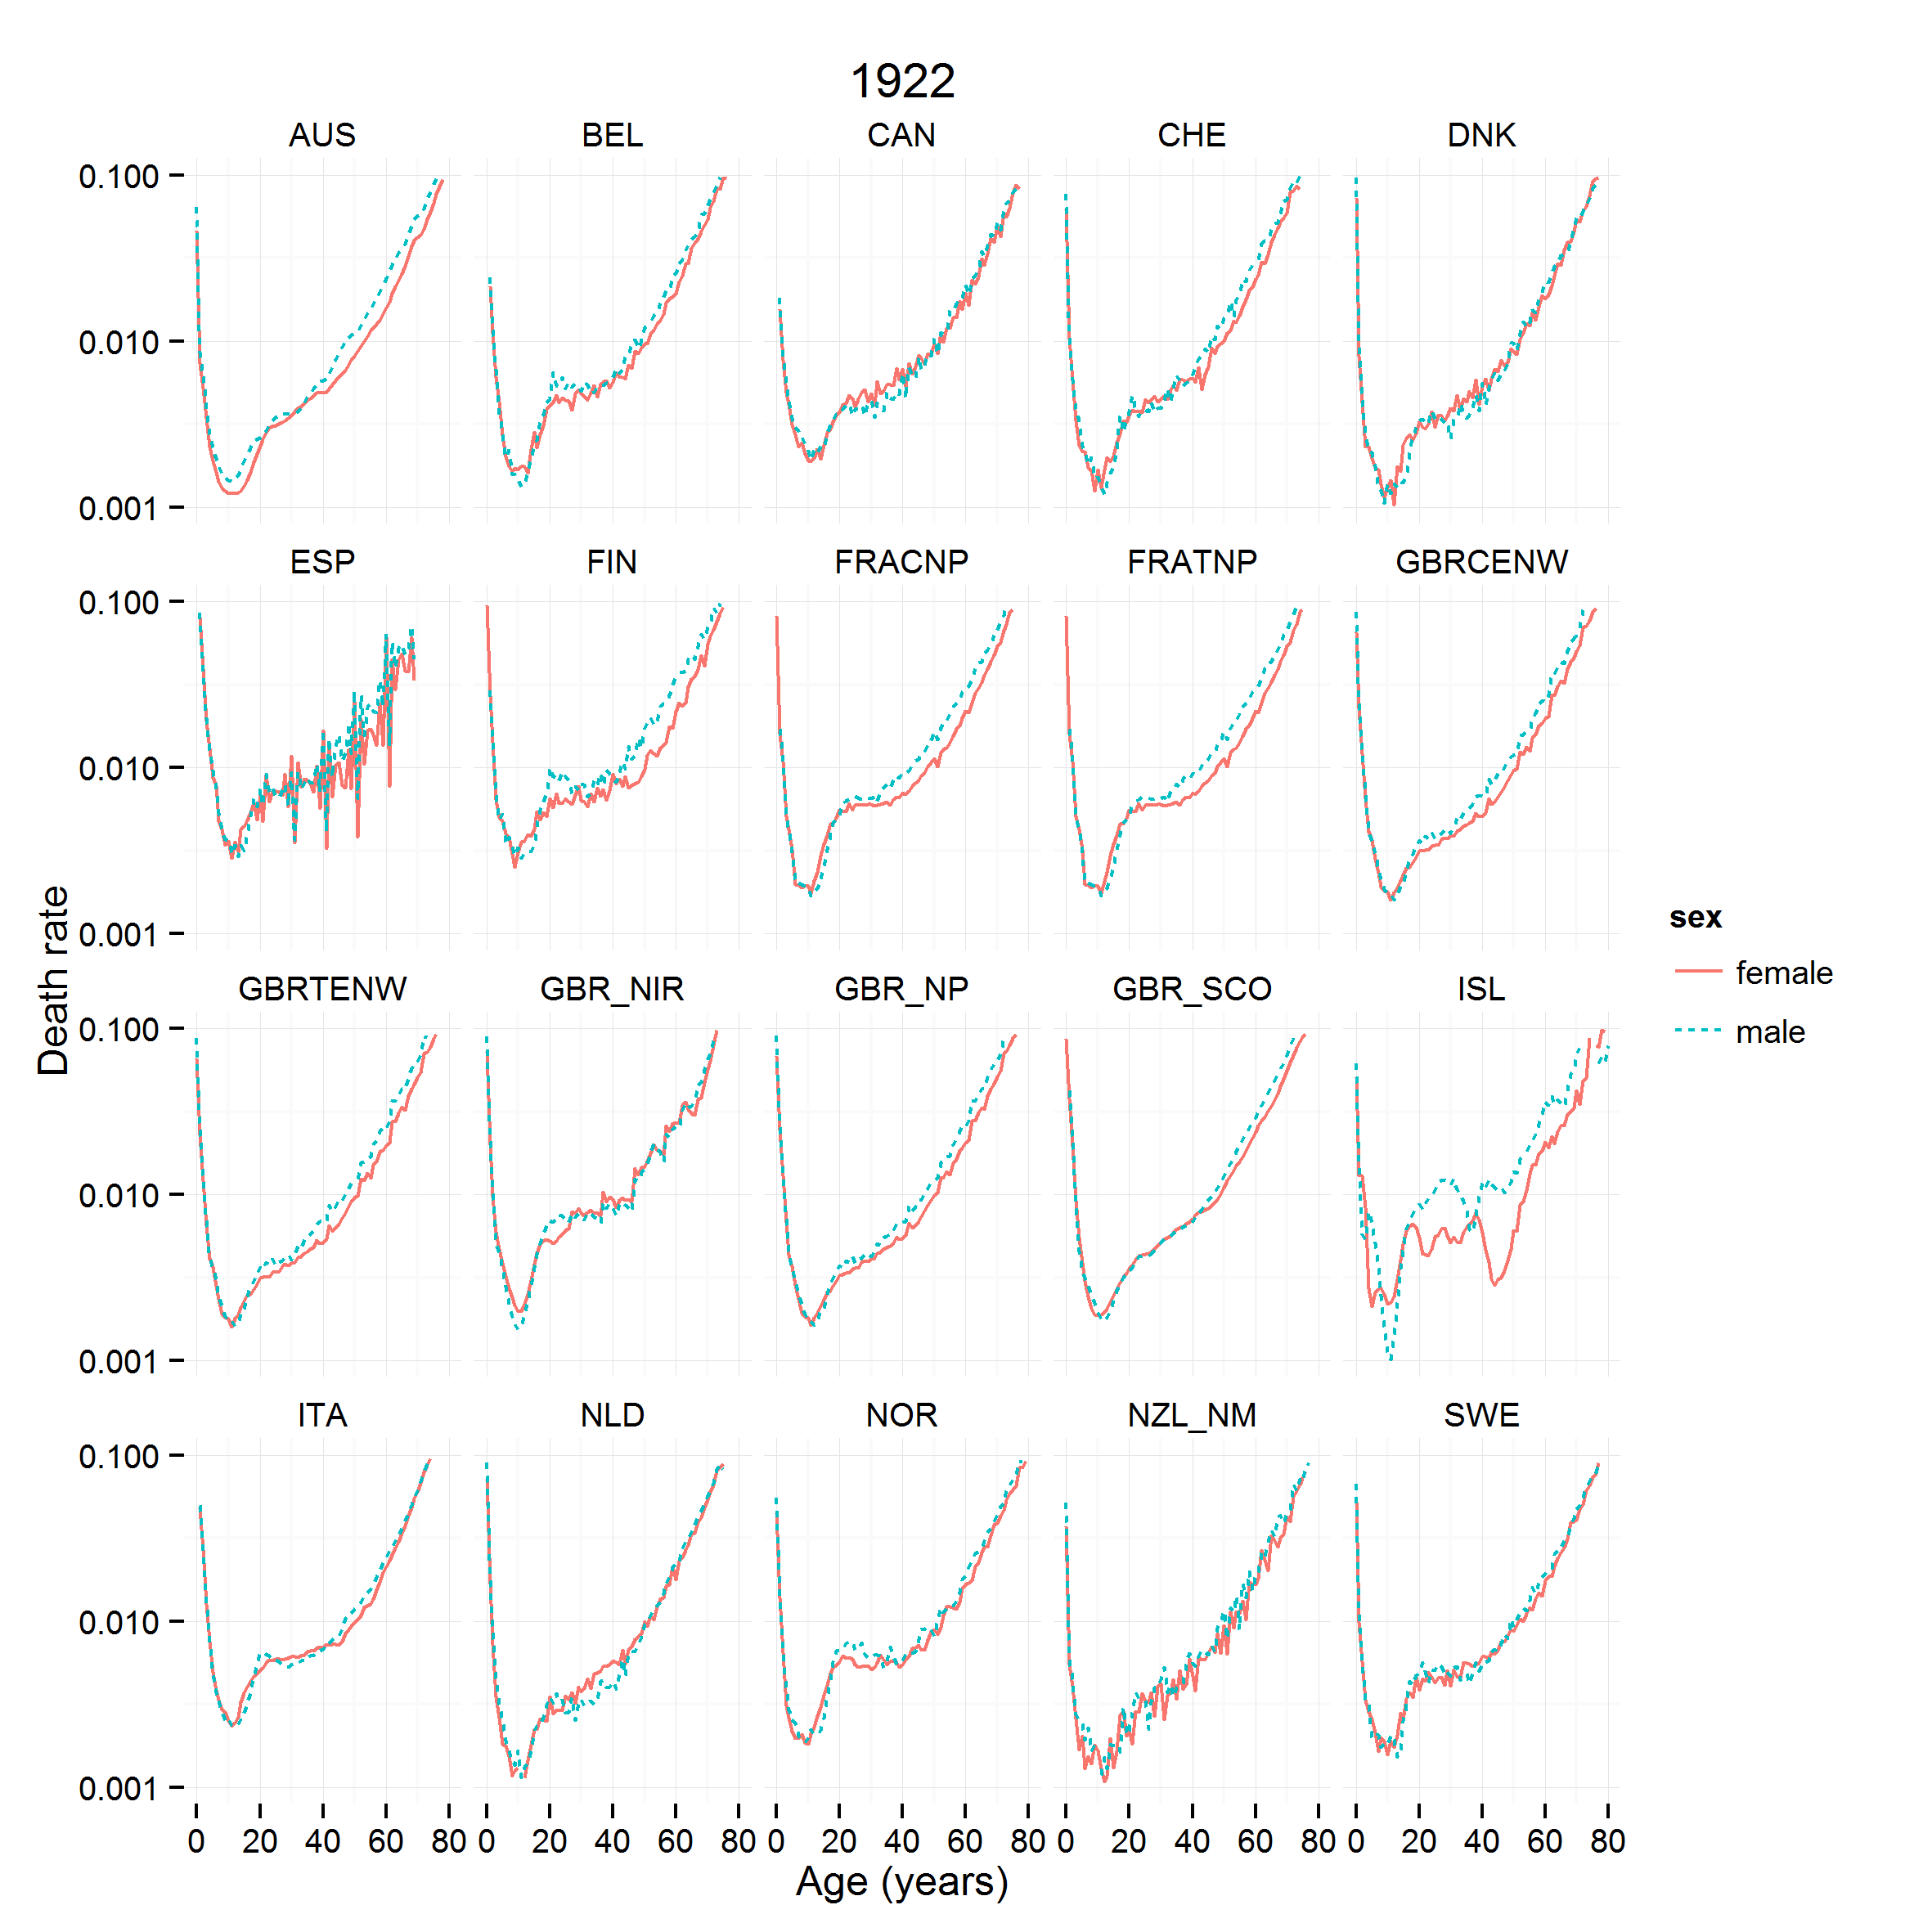 1922
AUS BEL CAN CHE DNK
0.100
0.010
0.001
ESP FIN FRACNP FRATNP GBRCENW
0.100
0.010
0.001
Death rate
sex
female
male
GBRTENW GBR_NIR GBR_NP GBR_SCO ISL
0.100
0.010
0.001
ITA NLD NOR NZL_NM SWE
0.100
0.010
0.001
0 20 40 60 80 0 20 40 60 80 0 20 40 60 80 0 20 40 60 80 0 20 40 60 80
Age (years)